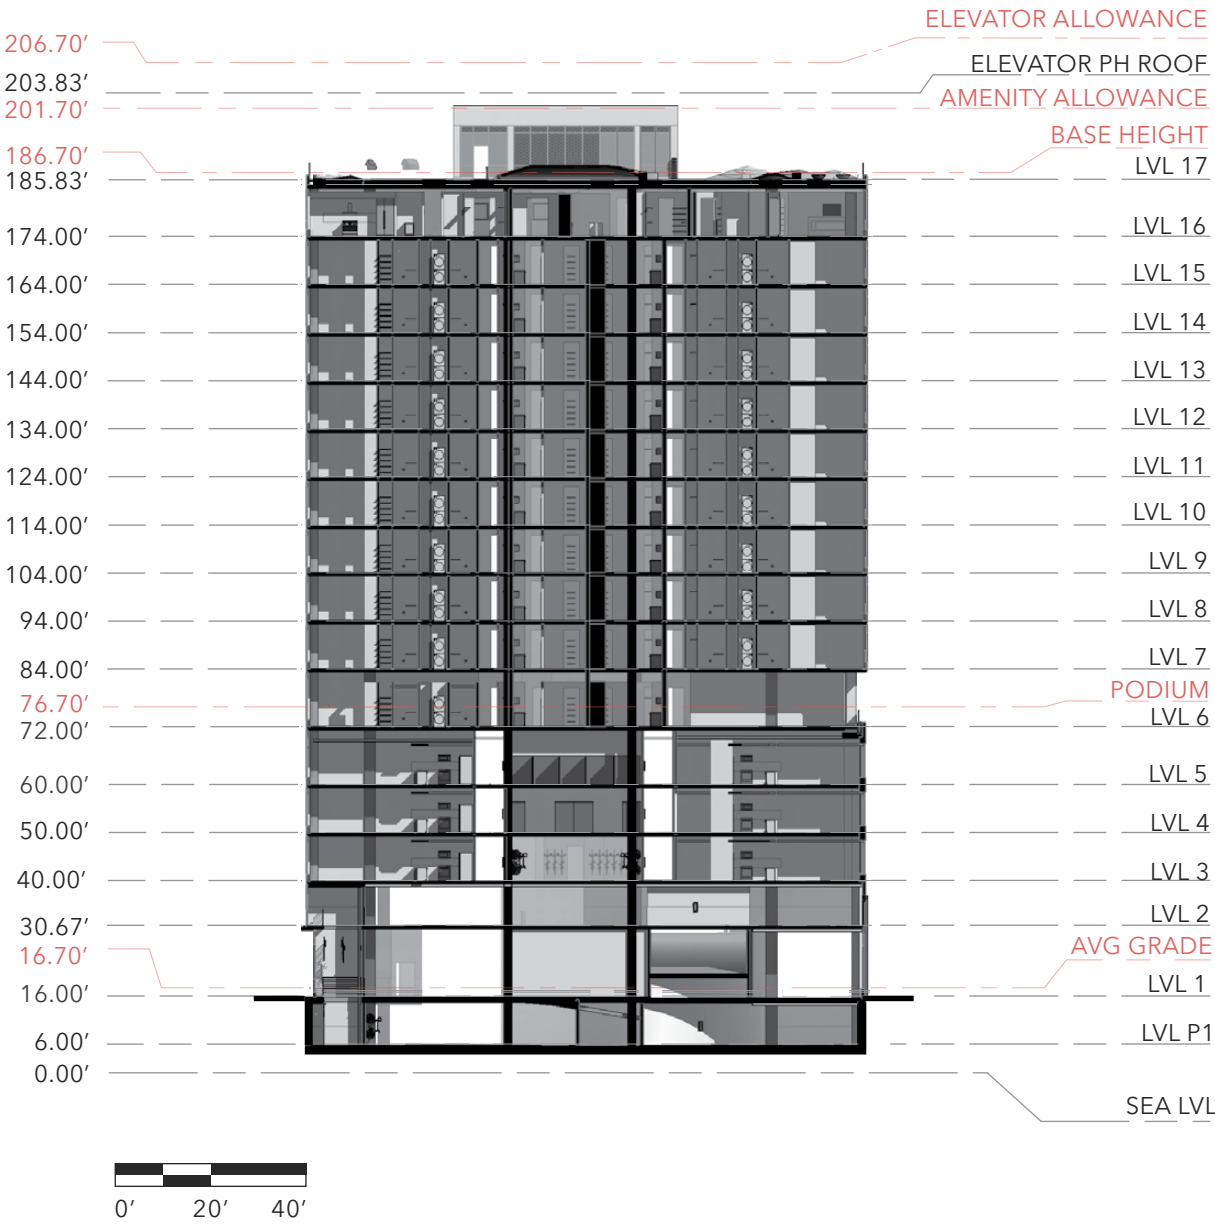 206.70' ELEVATOR ALLOWANCE
203.83' ELEVATOR PH ROOF
201.70' AMENITY ALLOWANCE
186.70' BASE HEIGHT
185.83' LVL 17
174.00' LVL 16
164.00' LVL 15
154.00' LVL 14
144.00' LVL 13
134.00' LVL 12
124.00' LVL 11
114.00' LVL 10
104.00' LVL 9
94.00' LVL 8
84.00' LVL 7
76.70' PODIUM
72.00' LVL 6
60.00' LVL 5
50.00' LVL 4
40.00' LVL 3
30.67' LVL 2
16.70' AVG GRADE
16.00' LVL 1
6.00' LVL P1
0.00' SEA LVL
0' 20' 40'